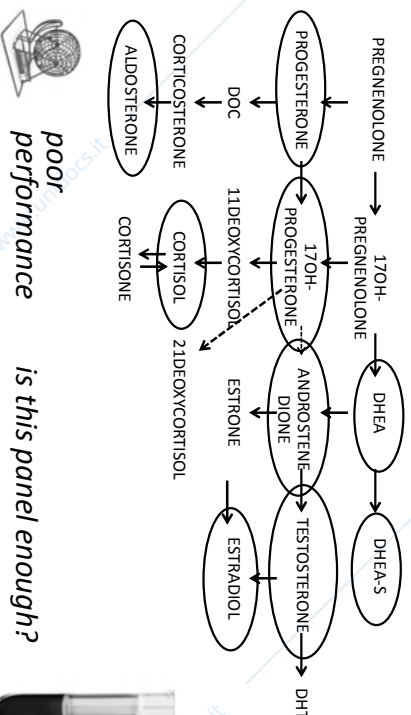 PREGNENOLONE
17OH-
PREGNENOLONE
DHEA
DHEA-S
PROGESTERONE
17OH-
PROGESTERONE
ANDROSTENE
DIONE
TESTOSTERONE
DHT
DOC
11DEOXYCORTISOL
ESTRONE
ESTRADIOL
CORTICOSTERONE
CORTISOL
21DEOXYCORTISOL
ALDOSTERONE
CORTISONE
poor
performance
is this panel enough?